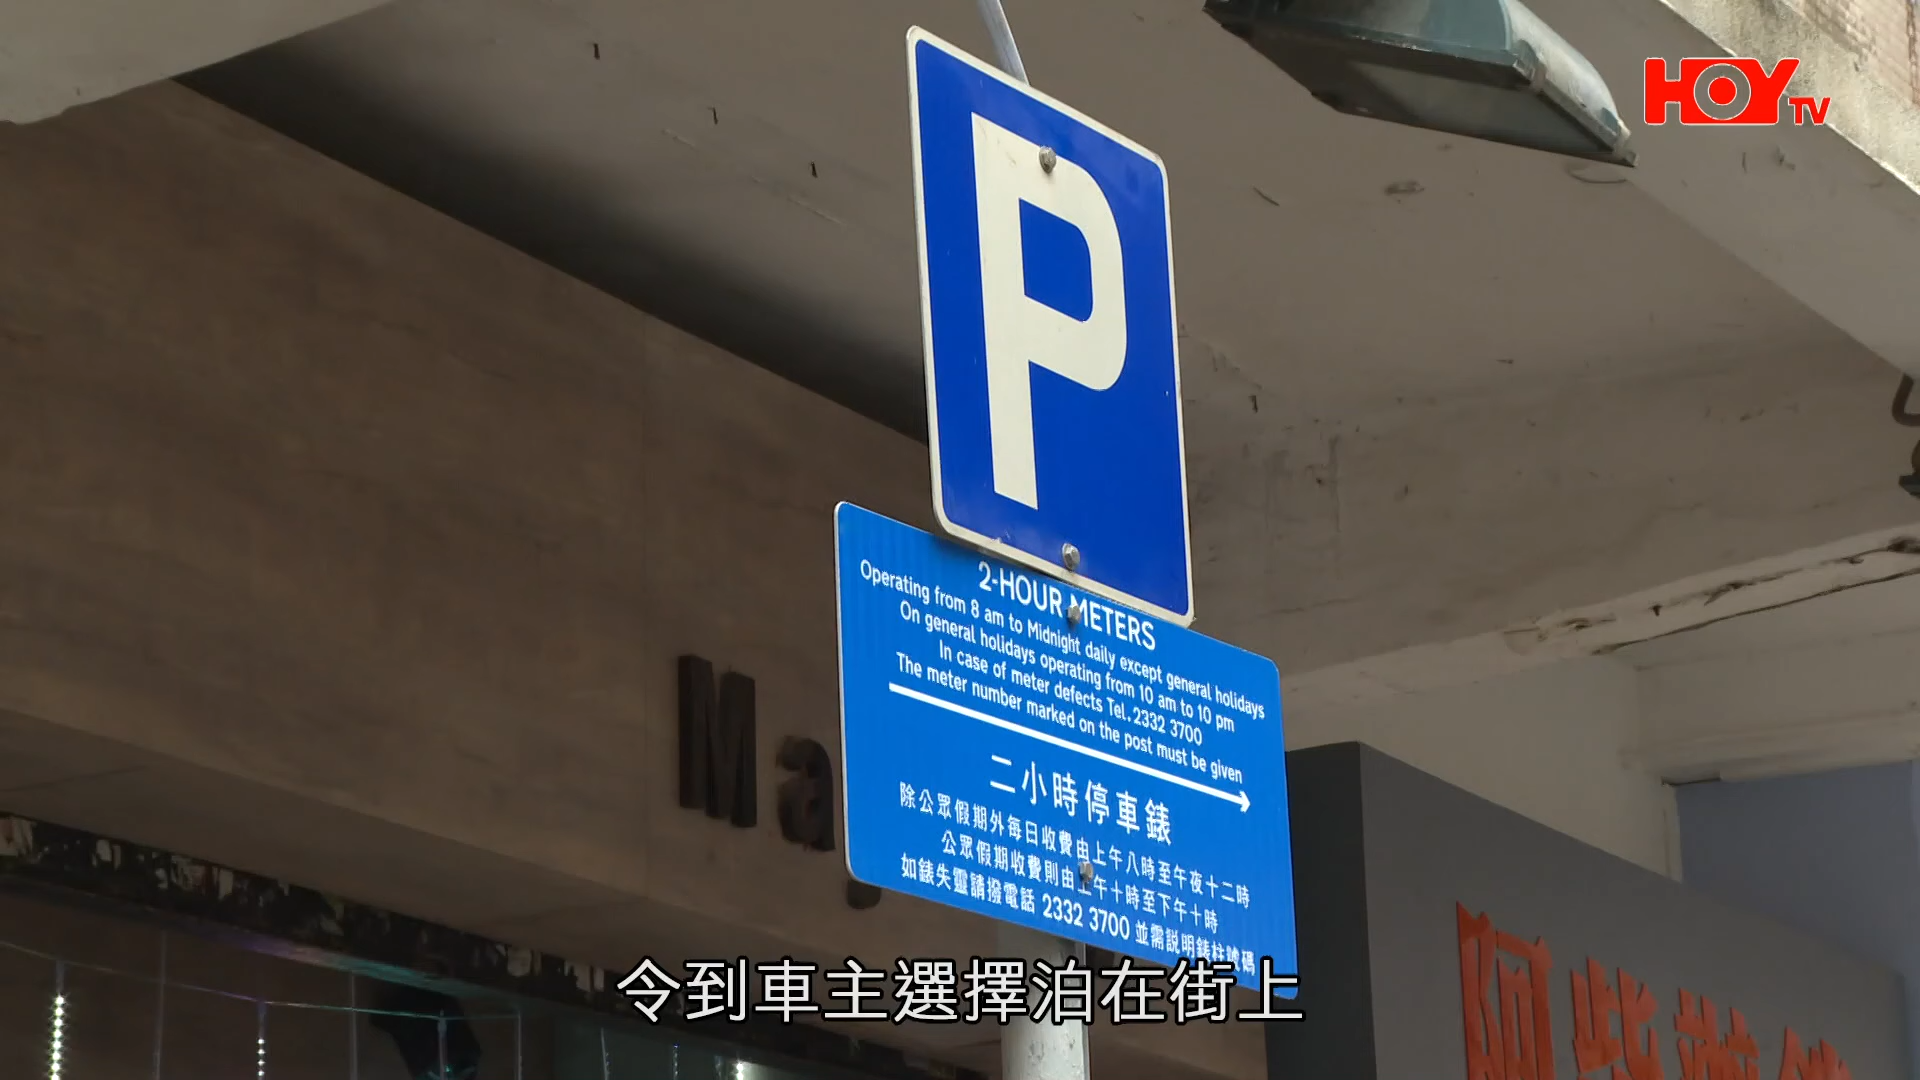 HOY TV
P
2-HOUR METERS
Operating from 8 am to Midnight daily except general holidays
On general holidays operating from 10 am to 10 pm
In case of meter defects Tel. 2332 3700
The meter number marked on the post must be given
二小時停車錶
除公眾假期外每日收費由上午八時至午夜十二時
公眾假期收費則由上午十時至下午十時
如錶失靈請撥電話 2332 3700 並需説明錶柱號碼
Ma
令到車主選擇泊在街上